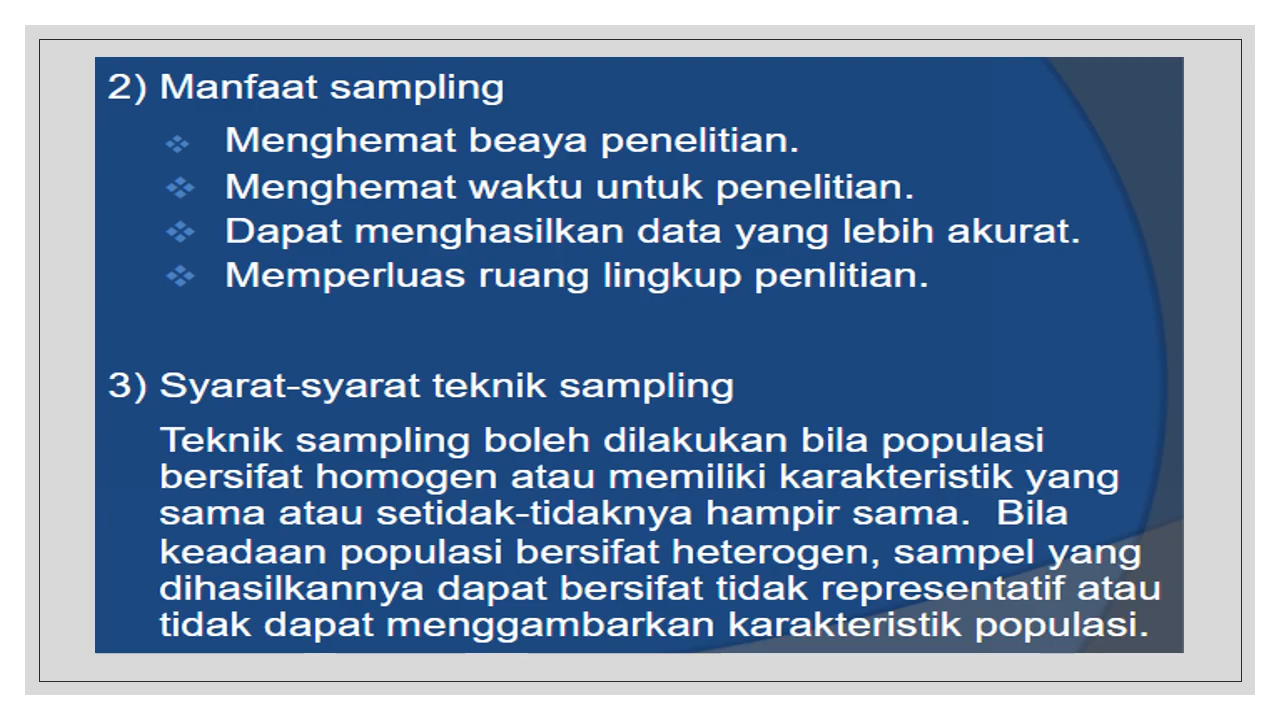 2) Manfaat sampling
Menghemat beaya penelitian.
Menghemat waktu untuk penelitian.
Dapat menghasilkan data yang lebih akurat.
Memperluas ruang lingkup penlitian.
3) Syarat-syarat teknik sampling
Teknik sampling boleh dilakukan bila populasi
bersifat homogen atau memiliki karakteristik yang
sama atau setidak-tidaknya hampir sama. Bila
keadaan populasi bersifat heterogen, sampel yang
dihasilkannya dapat bersifat tidak representatif atau
tidak dapat menggambarkan karakteristik populasi.